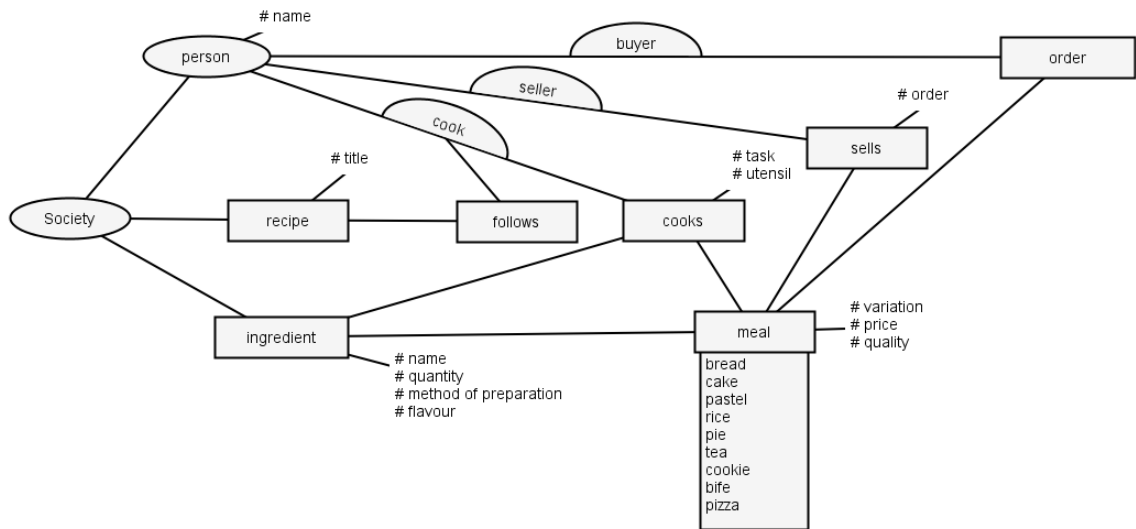 # name
buyer
person
order
seller
# order
cook
sells
# title
# task
# utensil
Society
recipe
follows
cooks
ingredient
meal
# variation
# price
# quality
# name
# quantity
# method of preparation
# flavour
bread
cake
pastel
rice
pie
tea
cookie
bife
pizza